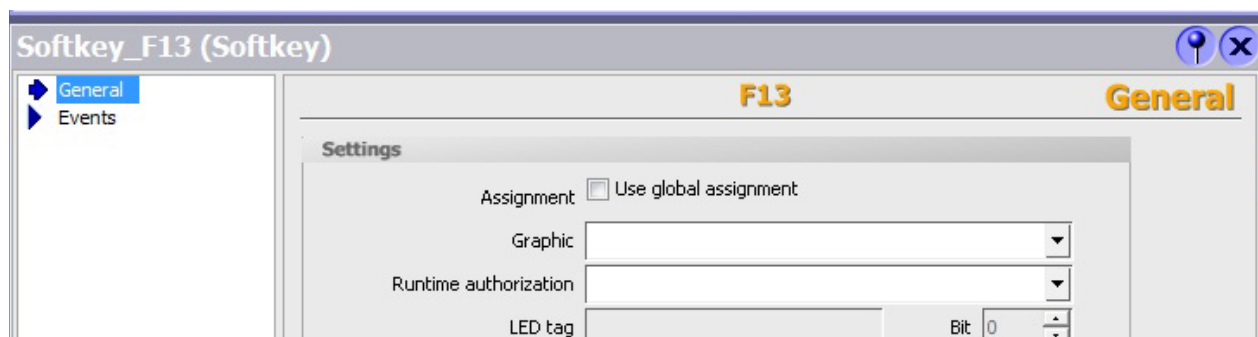 Softkey_F13 (Softkey)
General
Events
F13
General
Settings
Assignment Use global assignment
Graphic
Runtime authorization
LED tag Bit 0